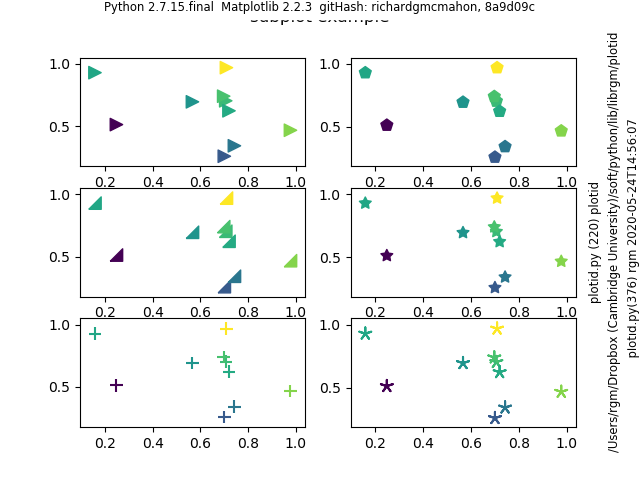 Python 2.7.15.final  Matplotlib 2.2.3  gitHash: richardgmcmahon, 8a9d09c
subplot example
1.0
0.5
0.2 0.4 0.6 0.8 1.0
1.0
0.5
0.2 0.4 0.6 0.8 1.0
1.0
0.5
0.2 0.4 0.6 0.8 1.0
1.0
0.5
0.2 0.4 0.6 0.8 1.0
1.0
0.5
0.2 0.4 0.6 0.8 1.0
1.0
0.5
0.2 0.4 0.6 0.8 1.0
plotid.py (220) plotid
/Users/rgm/Dropbox (Cambridge University)/soft/python/lib/librgm/plotid
plotid.py(376) rgm 2020-05-24T14:56:07